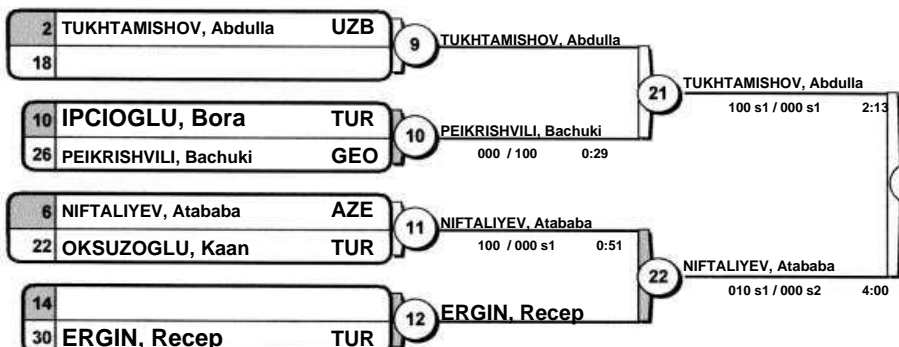 2 TUKHTAMISHOV, Abdulla UZB
18
9
TUKHTAMISHOV, Abdulla
10 IPCIOGLU, Bora TUR
26 PEIKRISHVILI, Bachuki GEO
10
PEIKRISHVILI, Bachuki
000 / 100 0:29
21
TUKHTAMISHOV, Abdulla
100 s1 / 000 s1 2:13
6 NIFTALIYEV, Atababa AZE
22 OKSUZOGLU, Kaan TUR
11
NIFTALIYEV, Atababa
100 / 000 s1 0:51
14
30 ERGIN, Recep TUR
12
ERGIN, Recep
22
NIFTALIYEV, Atababa
010 s1 / 000 s2 4:00